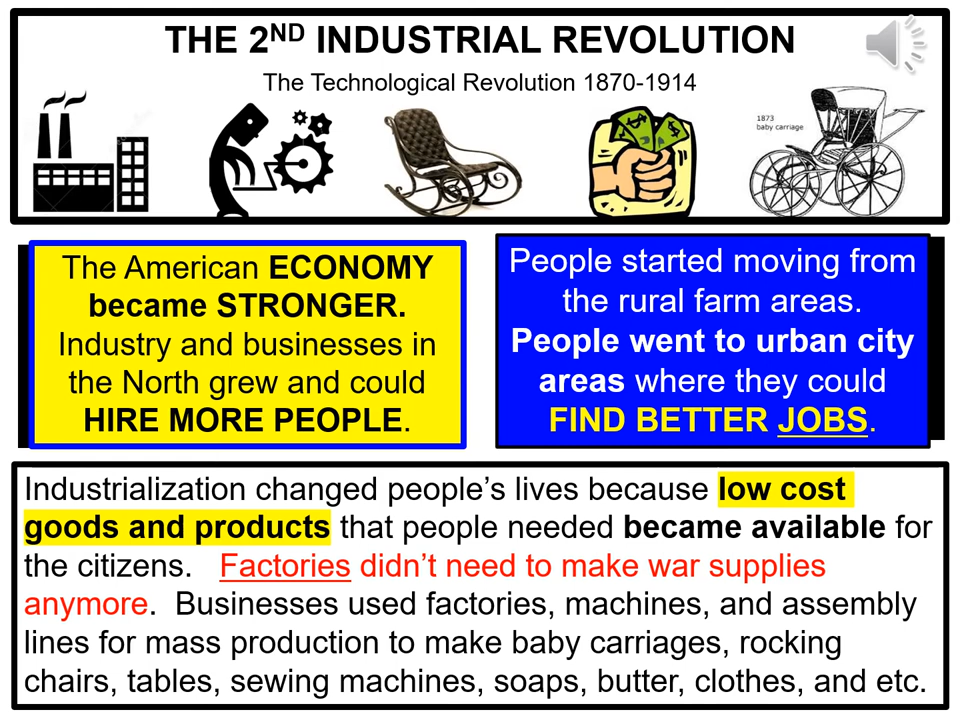 THE 2ND INDUSTRIAL REVOLUTION
The Technological Revolution 1870-1914
1873
baby carriage
The American ECONOMY
became STRONGER.
Industry and businesses in
the North grew and could
HIRE MORE PEOPLE.
People started moving from
the rural farm areas.
People went to urban city
areas where they could
FIND BETTER JOBS.
Industrialization changed people’s lives because low cost
goods and products that people needed became available for
the citizens. Factories didn’t need to make war supplies
anymore. Businesses used factories, machines, and assembly
lines for mass production to make baby carriages, rocking
chairs, tables, sewing machines, soaps, butter, clothes, and etc.